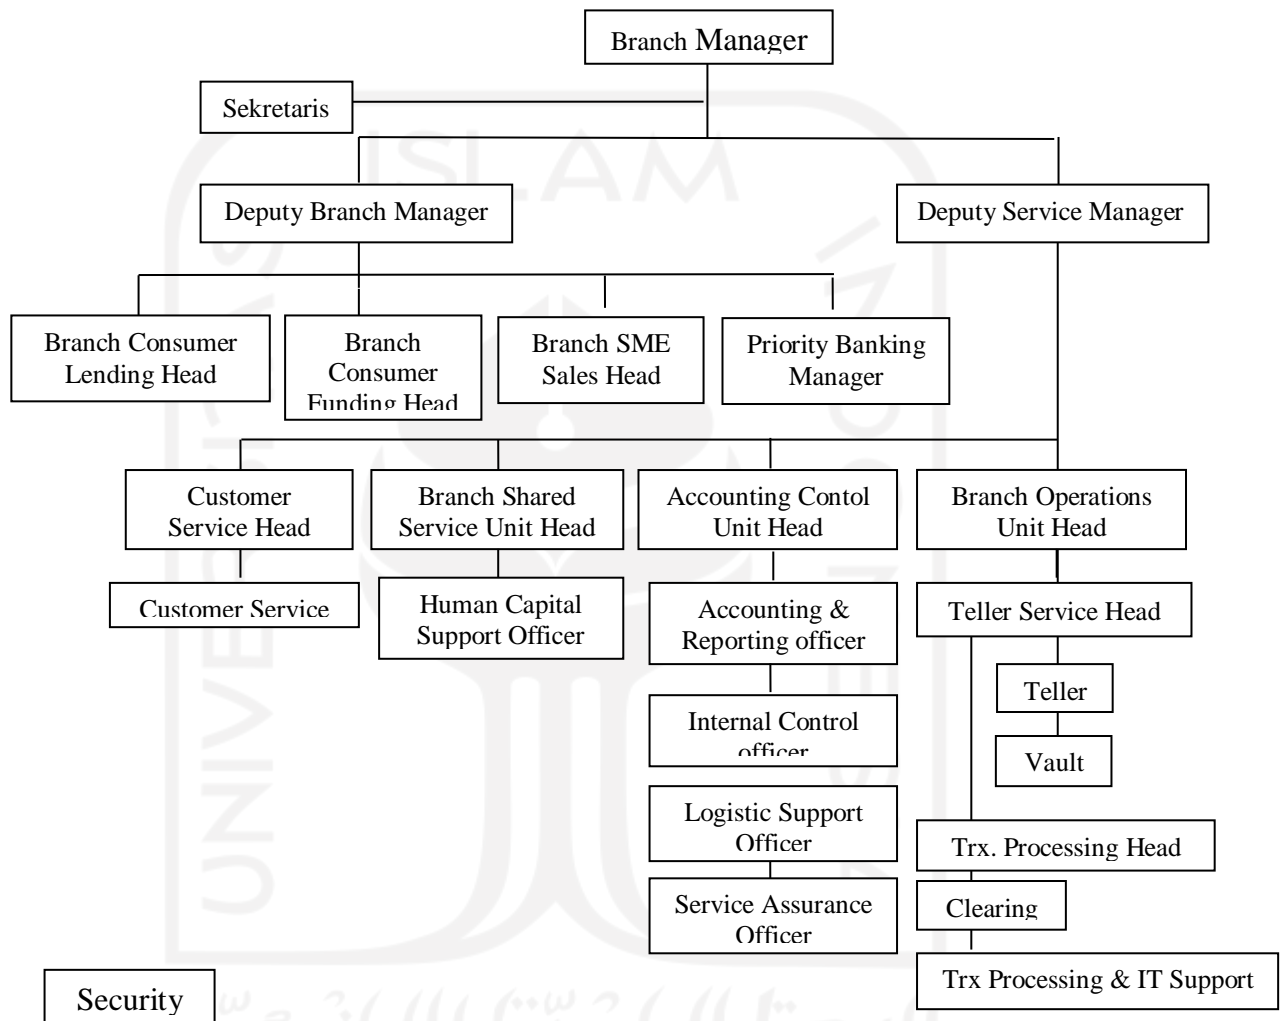 Branch Manager
Sekretaris
Deputy Branch Manager
Deputy Service Manager
Branch Consumer
Lending Head
Branch
Consumer
Funding Head
Branch SME
Sales Head
Priority Banking
Manager
Customer
Service Head
Branch Shared
Service Unit Head
Accounting Contol
Unit Head
Branch Operations
Unit Head
Customer Service
Human Capital
Support Officer
Accounting &
Reporting officer
Teller Service Head
Teller
Internal Control
officer
Vault
Logistic Support
Officer
Trx. Processing Head
Service Assurance
Officer
Clearing
Trx Processing & IT Support
Security
ISLAM
UNIVERSITAS
INDONESIA